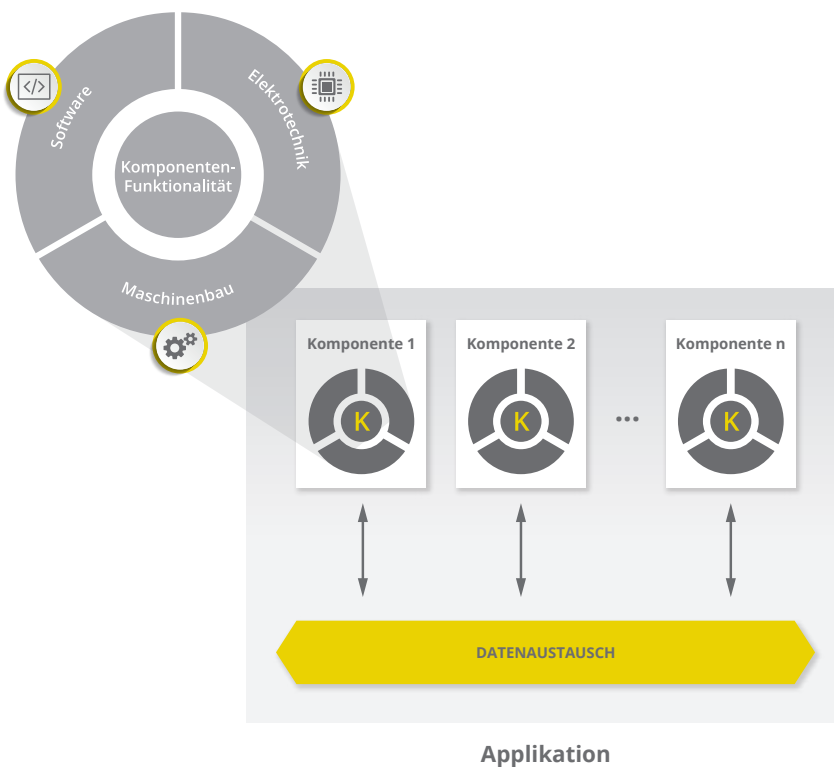 </>
Software
Elektrotechnik
Komponenten-
Funktionalität
Maschinenbau
Komponente 1
Komponente 2
Komponente n
K
K
...
K
DATENAUSTAUSCH
Applikation